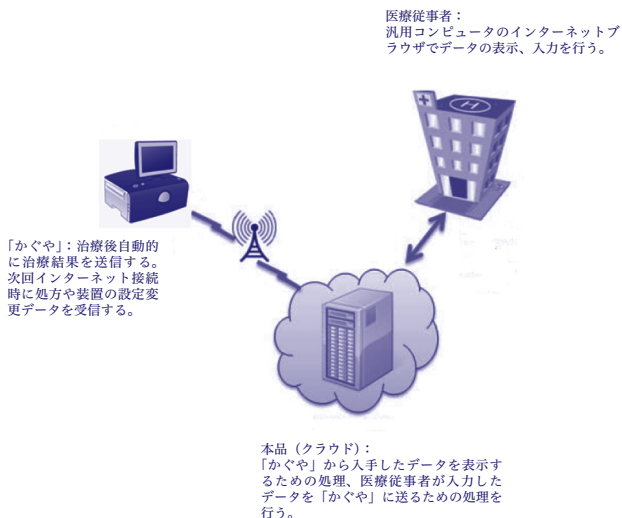 医療従事者：
汎用コンピュータのインターネットブ
ラウザでデータの表示、入力を行う。
「かぐや」：治療後自動的
に治療結果を送信する。
次回インターネット接続
時に処方や装置の設定変
更データを受信する。
本品（クラウド）：
「かぐや」から入手したデータを表示す
るための処理、医療従事者が入力した
データを「かぐや」に送るための処理を
行う。